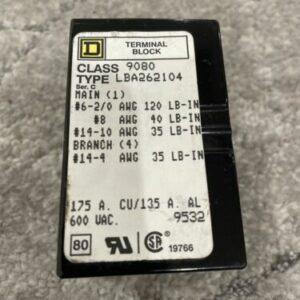 D
TERMINAL
BLOCK
CLASS 9080
TYPE LBA262104
Ser. C
MAIN (1)
#6-2/0 AWG 120 LB-IN
#8 AWG 40 LB-IN
#14-10 AWG 35 LB-IN
BRANCH (4)
#14-4 AWG 35 LB-IN
175 A. CU/135 A. AL
600 VAC. 9532
80 RU SA 19766